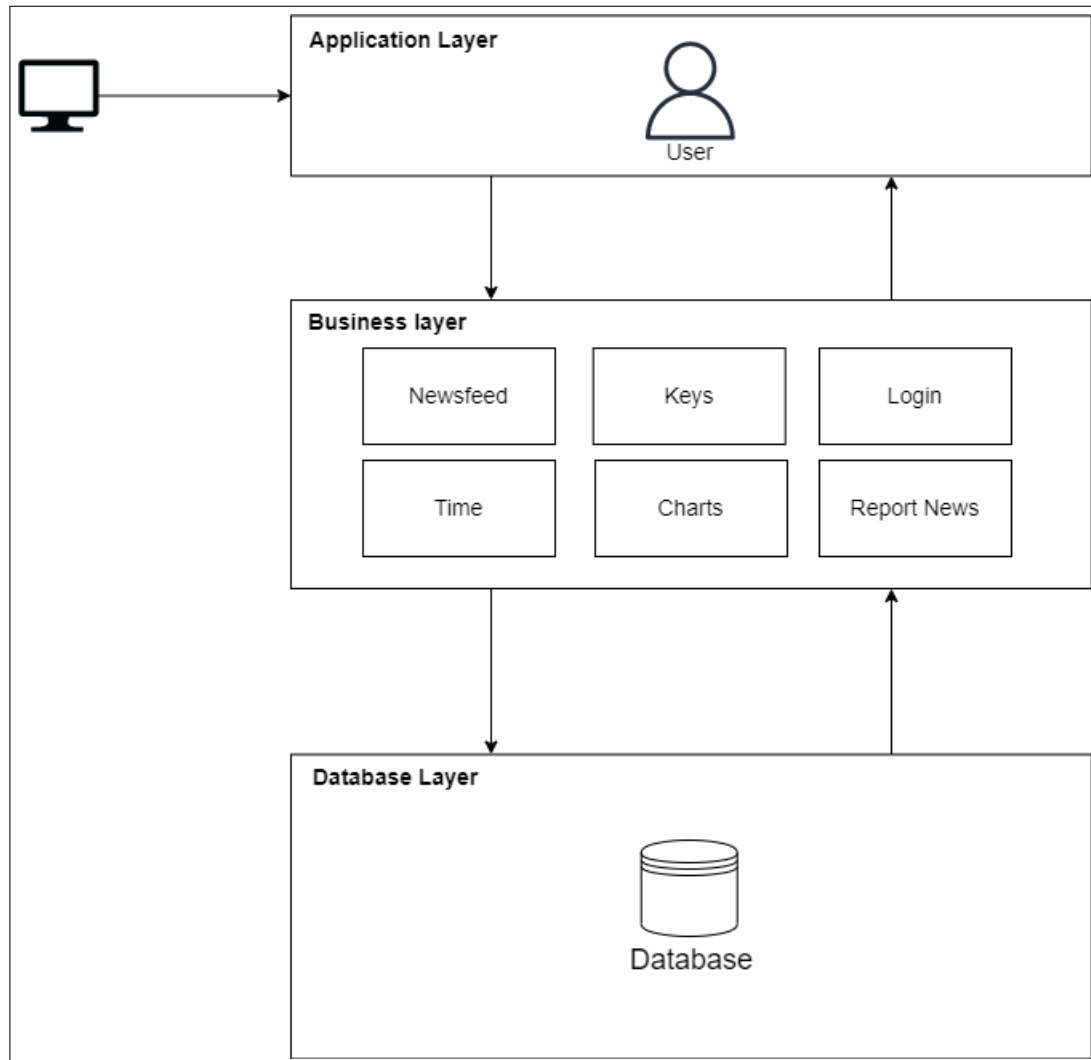 Application Layer
User
Business layer
Newsfeed
Keys
Login
Time
Charts
Report News
Database Layer
Database